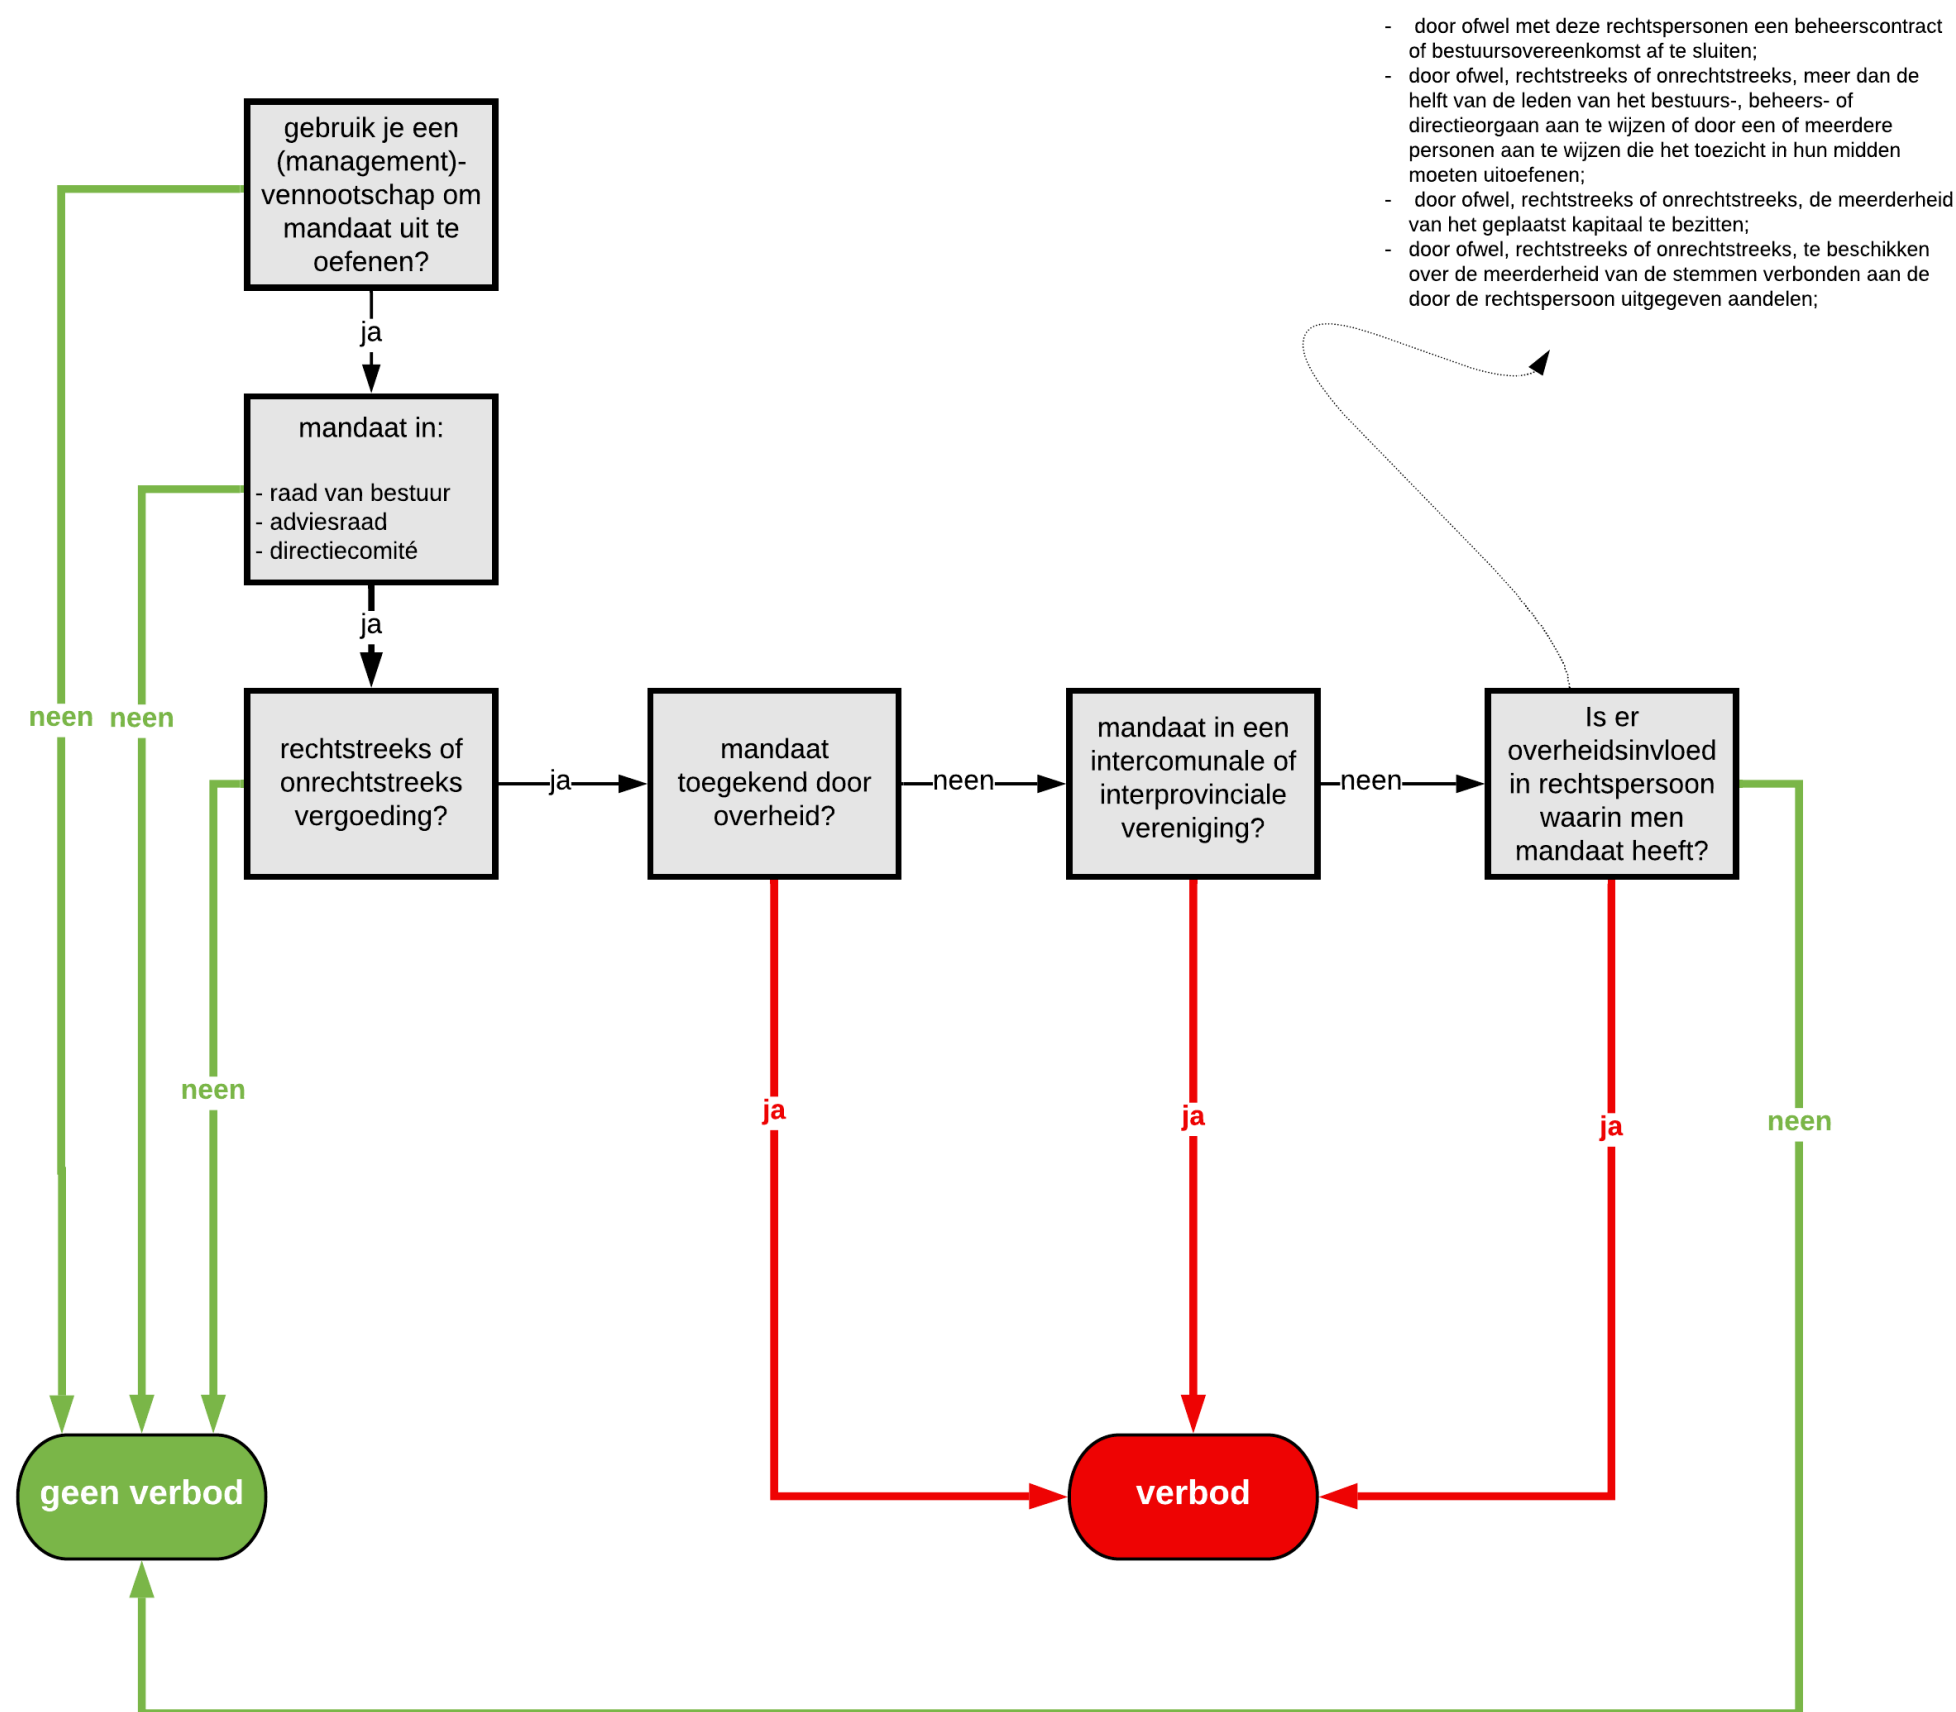 -    door ofwel met deze rechtspersonen een beheerscontract
of bestuursovereenkomst af te sluiten;
-   door ofwel, rechtstreeks of onrechtstreeks, meer dan de
helft van de leden van het bestuurs-, beheers- of
directieorgaan aan te wijzen of door een of meerdere
personen aan te wijzen die het toezicht in hun midden
moeten uitoefenen;
-    door ofwel, rechtstreeks of onrechtstreeks, de meerderheid
van het geplaatst kapitaal te bezitten;
-   door ofwel, rechtstreeks of onrechtstreeks, te beschikken
over de meerderheid van de stemmen verbonden aan de
door de rechtspersoon uitgegeven aandelen;
gebruik je een
(management)-
vennootschap om
mandaat uit te
oefenen?
ja
mandaat in:
- raad van bestuur
- adviesraad
- directiecomité
ja
neen
neen
rechtstreeks of
onrechtstreeks
vergoeding?
ja
mandaat
toegekend door
overheid?
neen
mandaat in een
intercomunale of
interprovinciale
vereniging?
neen
Is er
overheidsinvloed
in rechtspersoon
waarin men
mandaat heeft?
neen
ja
ja
ja
neen
geen verbod
verbod